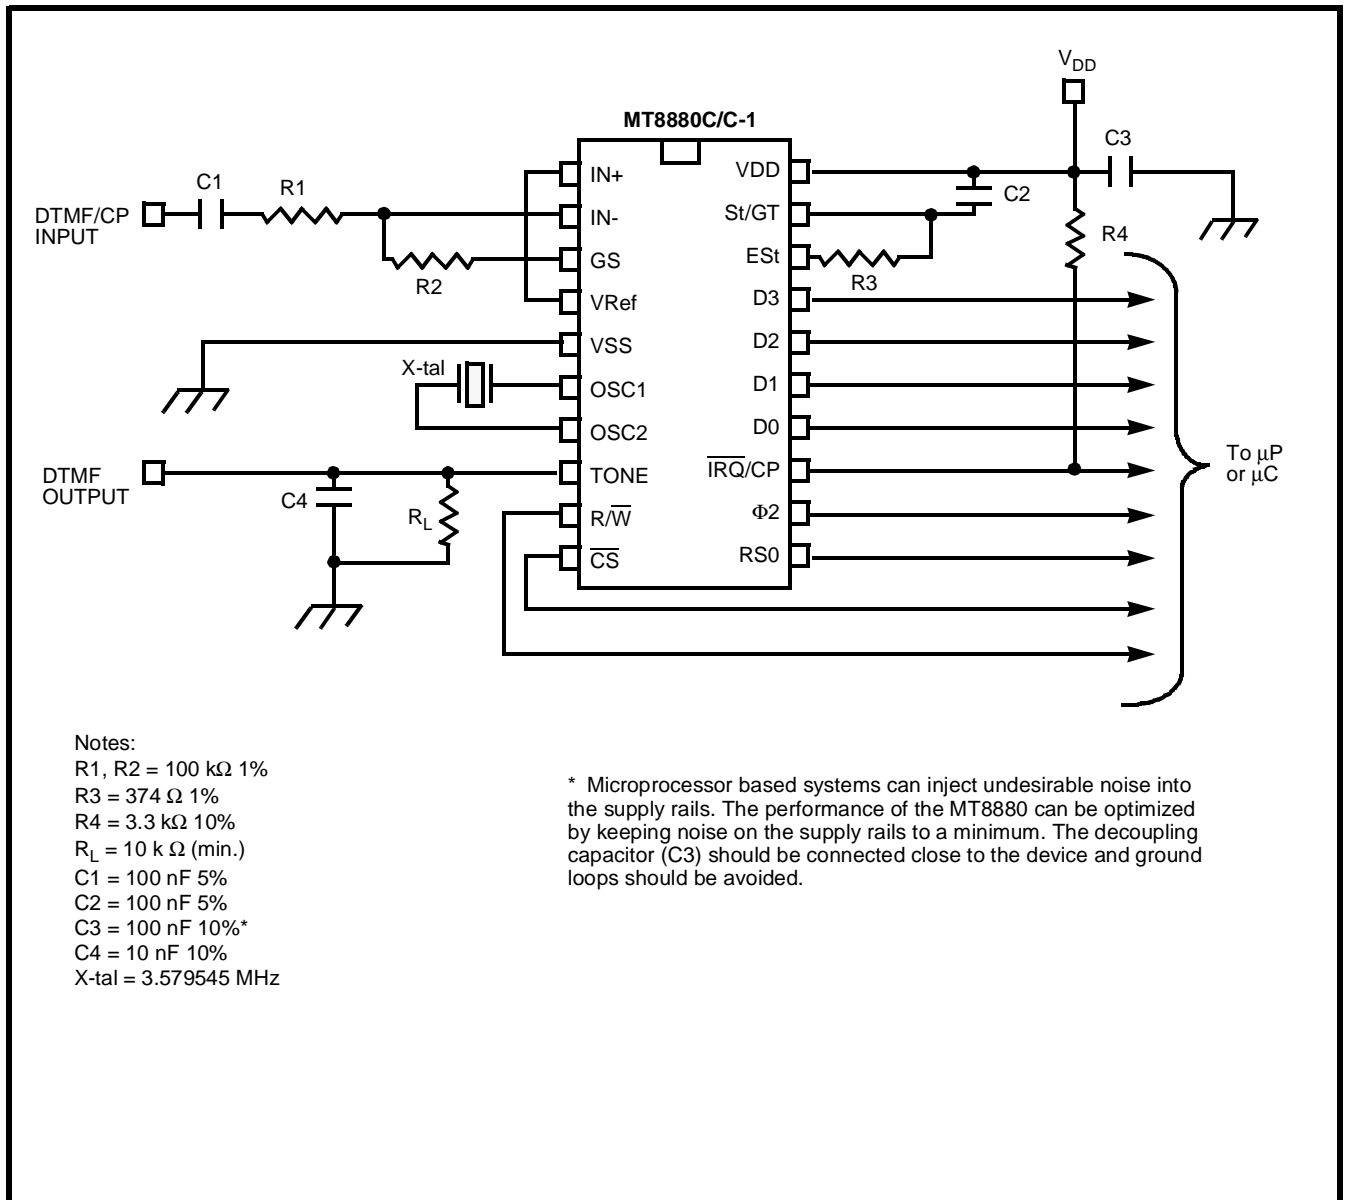 V_DD
MT8880C/C-1
C3
C1
R1
IN+
VDD
C2
DTMF/CP
INPUT
IN-
St/GT
R4
R2
GS
ESt
R3
VRef
D3
VSS
D2
X-tal
OSC1
D1
OSC2
D0
DTMF
OUTPUT
TONE
I̅R̅Q̅/CP
To μP
or μC
C4
R_L
R/W̅
Φ2
C̅S̅
RS0
Notes:
R1, R2 = 100 kΩ 1%
R3 = 374 Ω 1%
R4 = 3.3 kΩ 10%
R_L = 10 k Ω (min.)
C1 = 100 nF 5%
C2 = 100 nF 5%
C3 = 100 nF 10%*
C4 = 10 nF 10%
X-tal = 3.579545 MHz
* Microprocessor based systems can inject undesirable noise into
the supply rails. The performance of the MT8880 can be optimized
by keeping noise on the supply rails to a minimum. The decoupling
capacitor (C3) should be connected close to the device and ground
loops should be avoided.